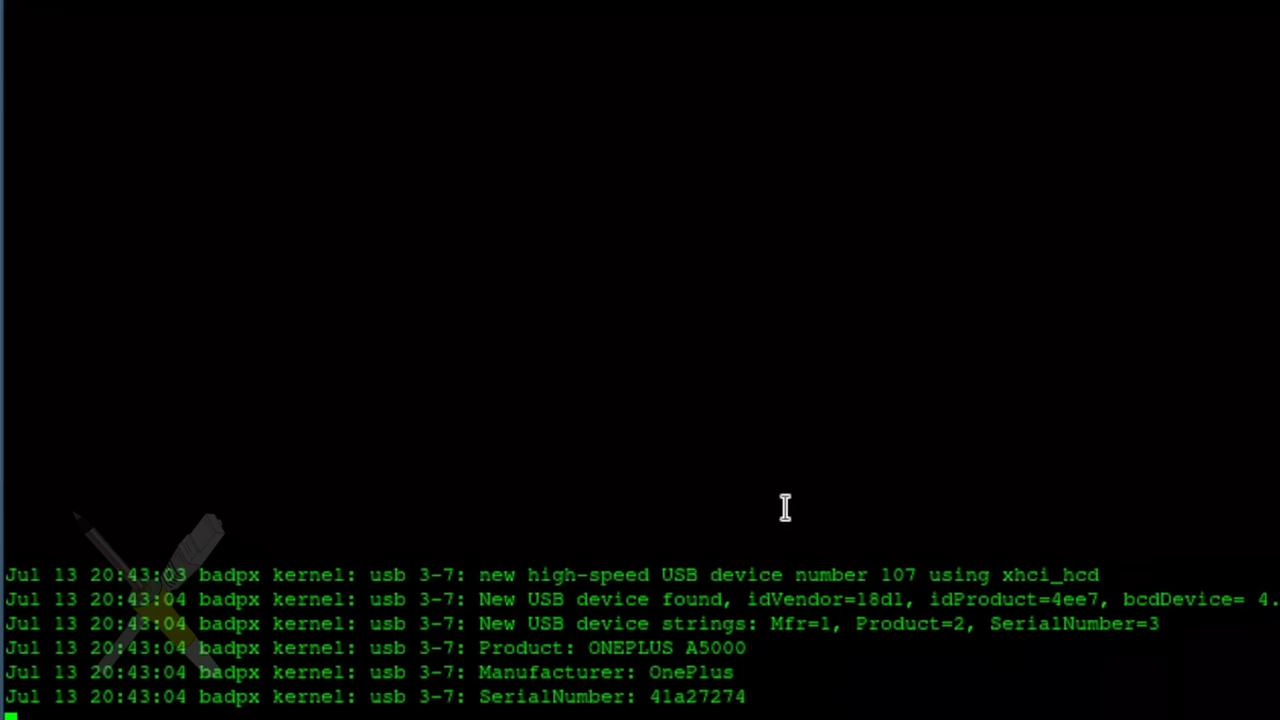 Jul 13 20:43:03 badpx kernel: usb 3-7: new high-speed USB device number 107 using xhci_hcd
Jul 13 20:43:04 badpx kernel: usb 3-7: New USB device found, idVendor=18d1, idProduct=4ee7, bcdDevice= 4.
Jul 13 20:43:04 badpx kernel: usb 3-7: New USB device strings: Mfr=1, Product=2, SerialNumber=3
Jul 13 20:43:04 badpx kernel: usb 3-7: Product: ONEPLUS A5000
Jul 13 20:43:04 badpx kernel: usb 3-7: Manufacturer: OnePlus
Jul 13 20:43:04 badpx kernel: usb 3-7: SerialNumber: 41a27274